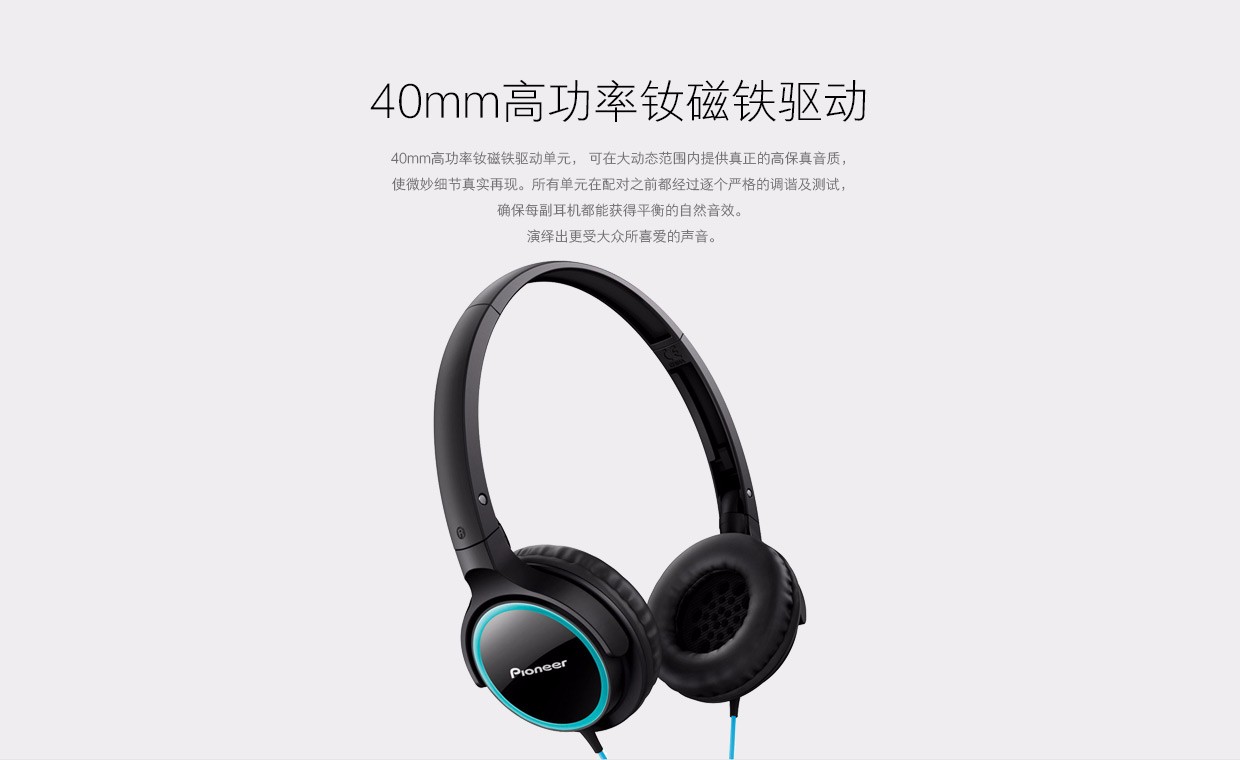 40mm高功率钕磁铁驱动
40mm高功率钕磁铁驱动单元， 可在大动态范围内提供真正的高保真音质，
使微妙细节真实再现。所有单元在配对之前都经过逐个严格的调谐及测试，
确保每副耳机都能获得平衡的自然音效。
演绎出更受大众所喜爱的声音。
R
Pioneer